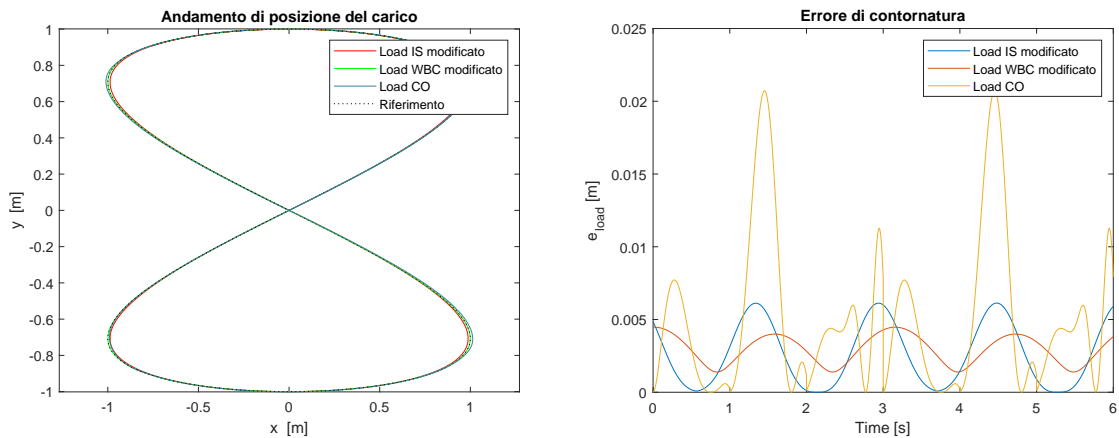 Andamento di posizione del carico
1
0.8
0.6
0.4
0.2
0
-0.2
-0.4
-0.6
-0.8
-1
-1
-0.5
0
0.5
1
y [m]
x [m]
Load IS modificato
Load WBC modificato
Load CO
Riferimento
Errore di contornatura
0.025
0.02
0.015
0.01
0.005
0
0
1
2
3
4
5
6
e_load [m]
Time [s]
Load IS modificato
Load WBC modificato
Load CO